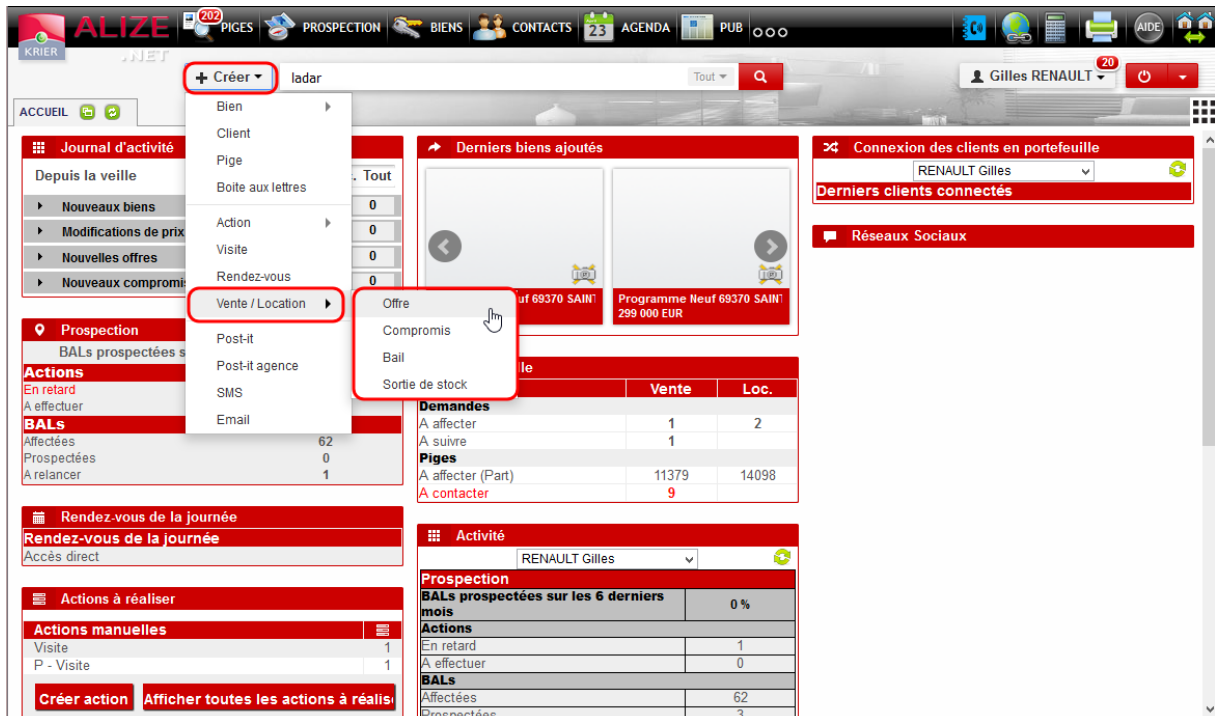 ALIZE 202 PIGES PROSPECTION BIENS CONTACTS 23 AGENDA PUB AIDE
KRIER .NET
+ Créer ladar Tout Gilles RENAULT 20
ACCUEIL
Bien
Client
Pige
Boite aux lettres
Action
Visite
Rendez-vous
Vente / Location
Post-it
Post-it agence
SMS
Email
Offre
Compromis
Bail
Sortie de stock
Journal d'activité
Depuis la veille . Tout
Nouveaux biens 0
Modifications de prix 0
Nouvelles offres 0
Nouveaux compromi 0
Prospection
BALs prospectées s
Actions
En retard
A effectuer
BALs
Affectées 62
Prospectées 0
A relancer 1
Rendez-vous de la journée
Rendez-vous de la journée
Accès direct
Actions à réaliser
Actions manuelles
Visite 1
P - Visite 1
Créer action Afficher toutes les actions à réalis
Derniers biens ajoutés
uf 69370 SAINT
Programme Neuf 69370 SAINT
299 000 EUR
lle
Vente Loc.
Demandes
A affecter 1 2
A suivre 1
Piges
A affecter (Part) 11379 14098
A contacter 9
Activité
RENAULT Gilles
Prospection
BALs prospectées sur les 6 derniers
mois 0 %
Actions
En retard 1
A effectuer 0
BALs
Affectées 62
Prospectées 3
Connexion des clients en portefeuille
RENAULT Gilles
Derniers clients connectés
Réseaux Sociaux